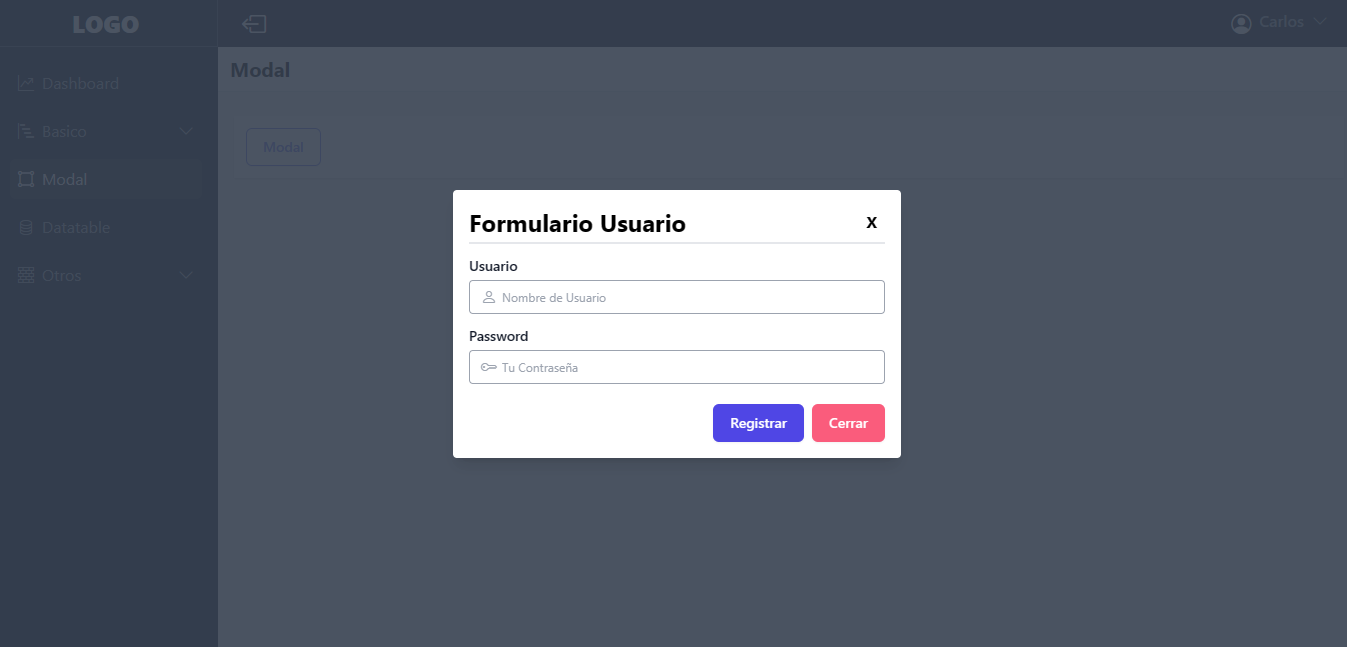 LOGO
Carlos
Dashboard
Basico
Modal
Datatable
Otros
Modal
Modal
Formulario Usuario
X
Usuario
Nombre de Usuario
Password
Tu Contraseña
Registrar
Cerrar